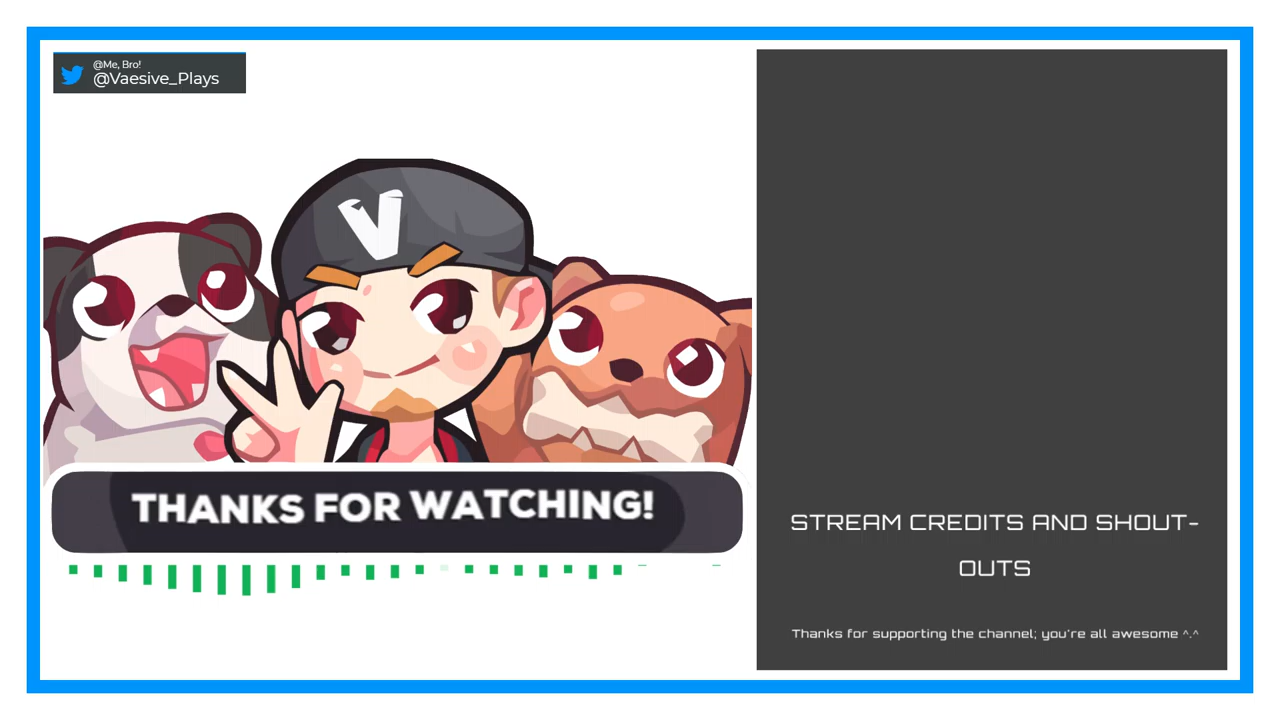 @Me, Bro!
@Vaesive_Plays
V
THANKS FOR WATCHING!
STREAM CREDITS AND SHOUT-
OUTS
Thanks for supporting the channel; you're all awesome ^.^